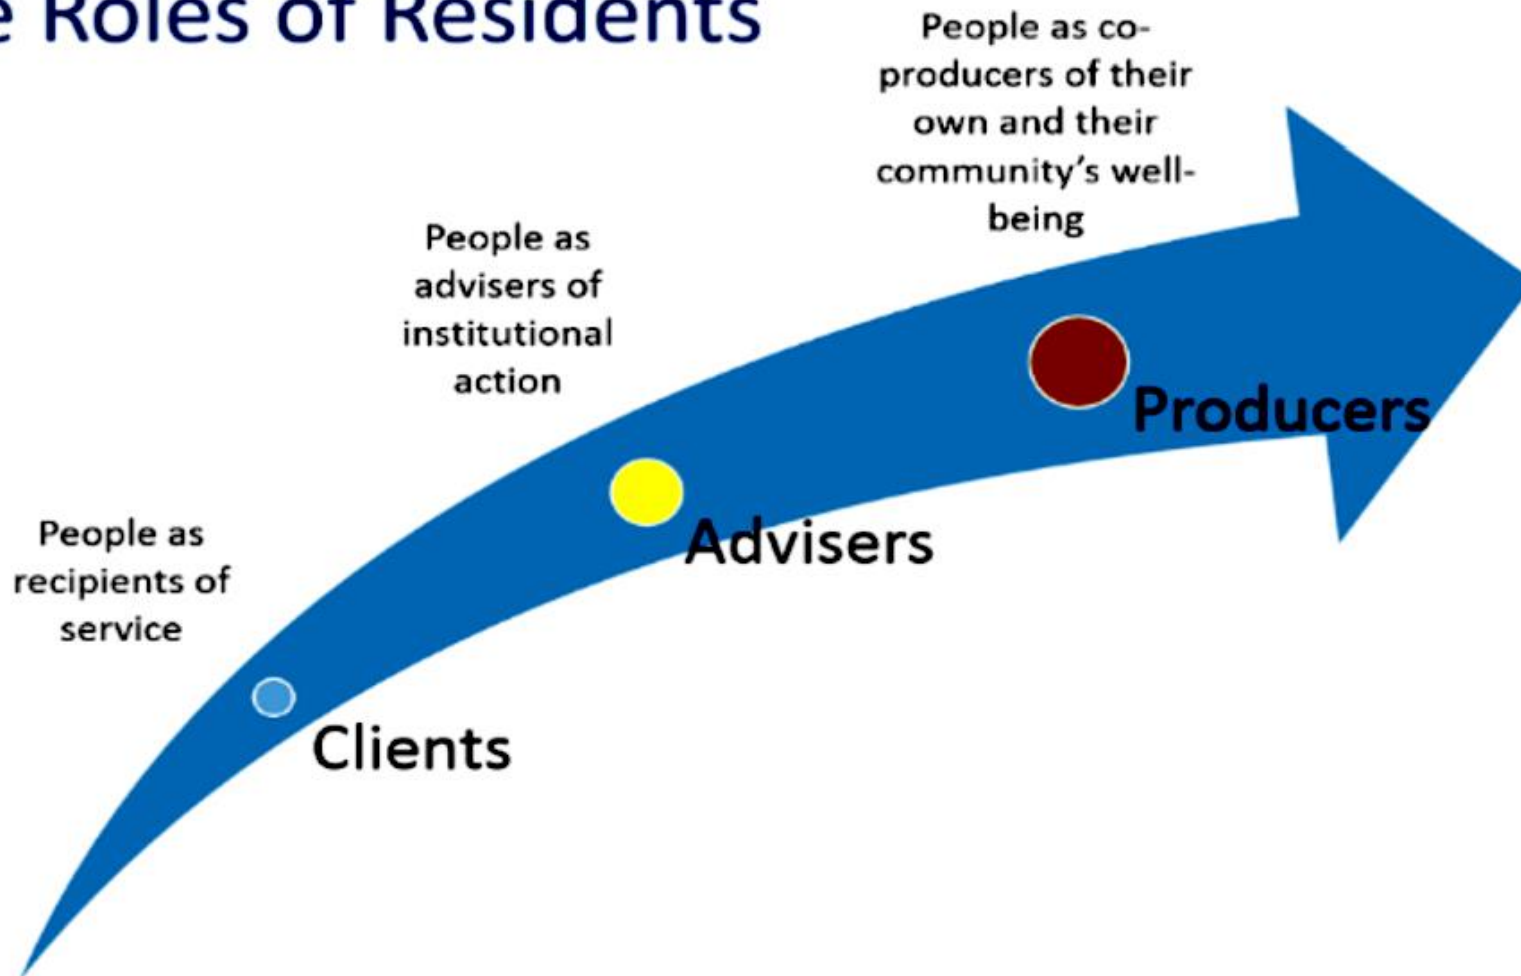 e Roles of Residents
People as co-
producers of their
own and their
community's well-
being
People as
advisers of
institutional
action
Producers
Advisers
People as
recipients of
service
Clients